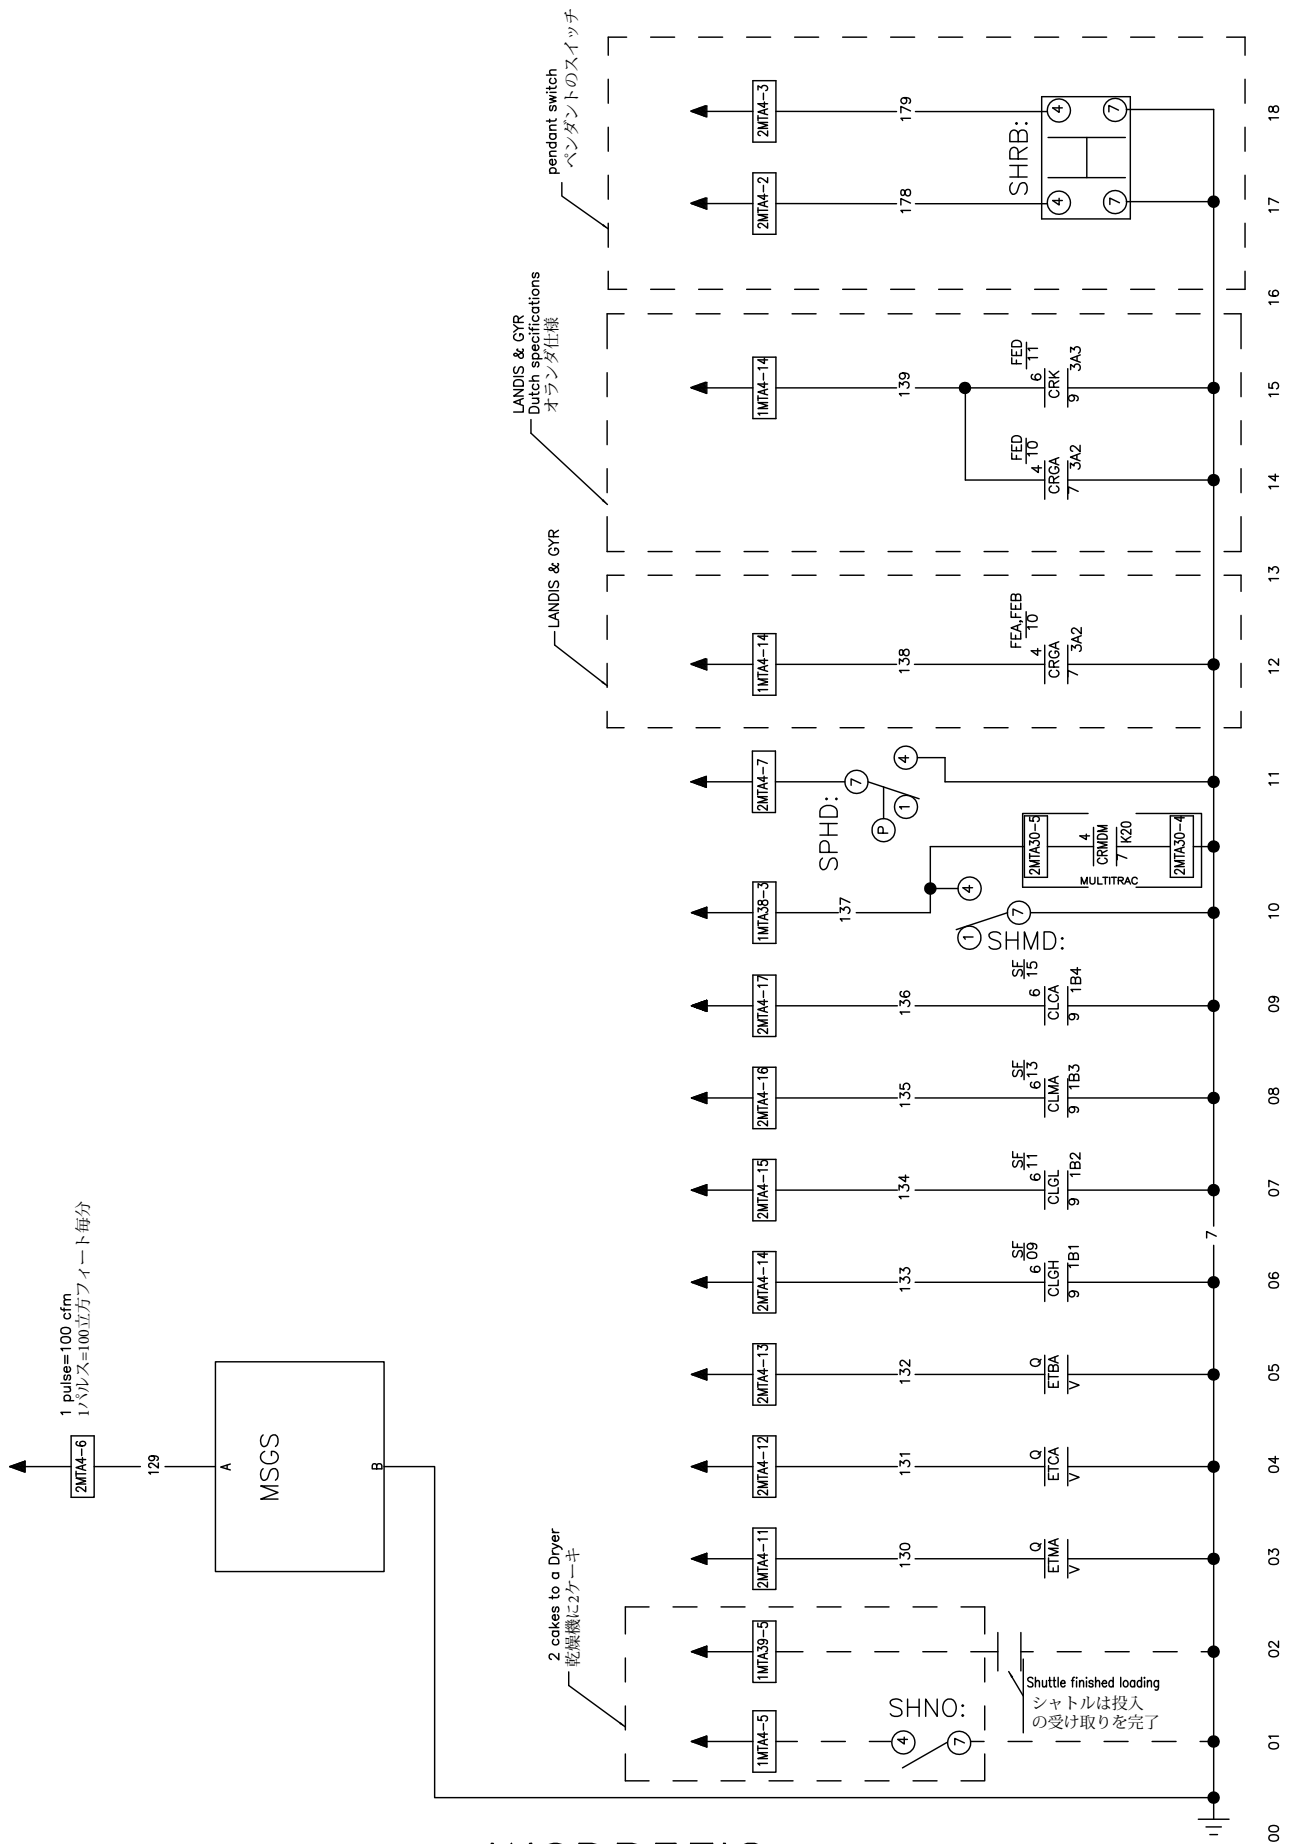 1 pulse=100 cfm
1パルス=100立方フィート毎分
2MTA4-6
129
A
MSGS
B
2 cakes to a Dryer
乾燥機に2ケーキ
1MTA4-5
SHNO:
4
7
1MTA39-5
Shuttle finished loading
シャトルは投入
の受け取りを完了
2MTA4-11
130
Q
ETMA
V
2MTA4-12
131
Q
ETCA
V
2MTA4-13
132
Q
ETBA
V
2MTA4-14
133
SF
09
6
CLGH
9
1B1
7
2MTA4-15
134
SF
11
6
CLGL
9
1B2
2MTA4-16
135
SF
13
6
CLMA
9
1B3
2MTA4-17
136
SF
15
6
CLCA
9
1B4
1MTA38-3
137
4
1
7
SHMD:
2MTA30-5
4
CRMDM
7
K20
2MTA30-4
MULTITRAC
2MTA4-7
SPHD:
7
P
1
4
LANDIS & GYR
1MTA4-14
138
FEA,FEB
10
4
CRGA
7
3A2
LANDIS & GYR
Dutch specifications
オランダ仕様
1MTA4-14
139
FED
10
4
CRGA
7
3A2
FED
11
6
CRK
9
3A3
pendant switch
ペンダントのスイッチ
2MTA4-2
178
2MTA4-3
179
SHRB:
4
7
4
7
00
01
02
03
04
05
06
07
08
09
10
11
12
13
14
15
16
17
18